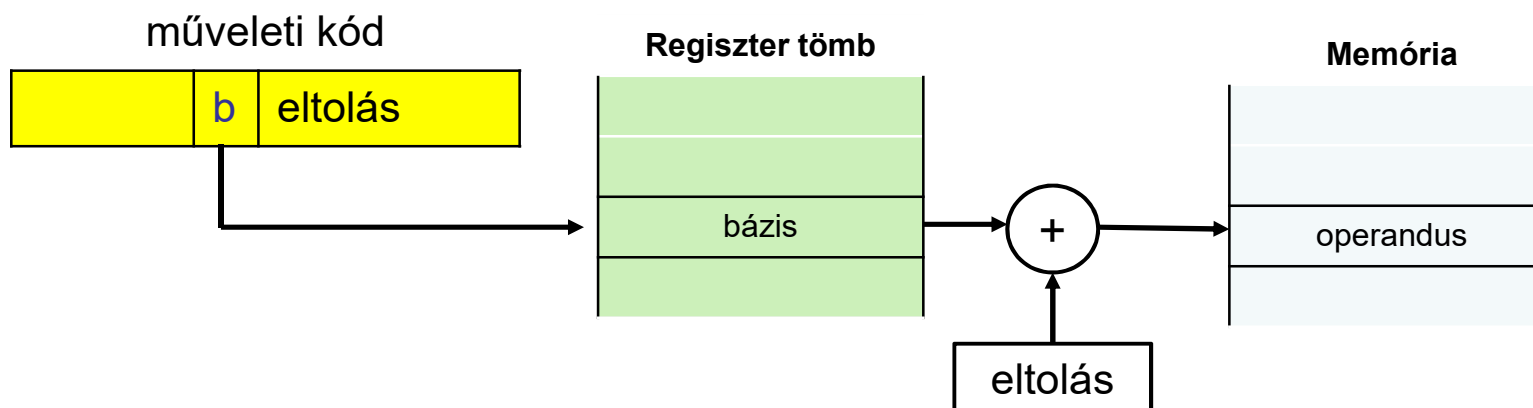 műveleti kód
Regiszter tömb
Memória
b eltolás
bázis
+
operandus
eltolás